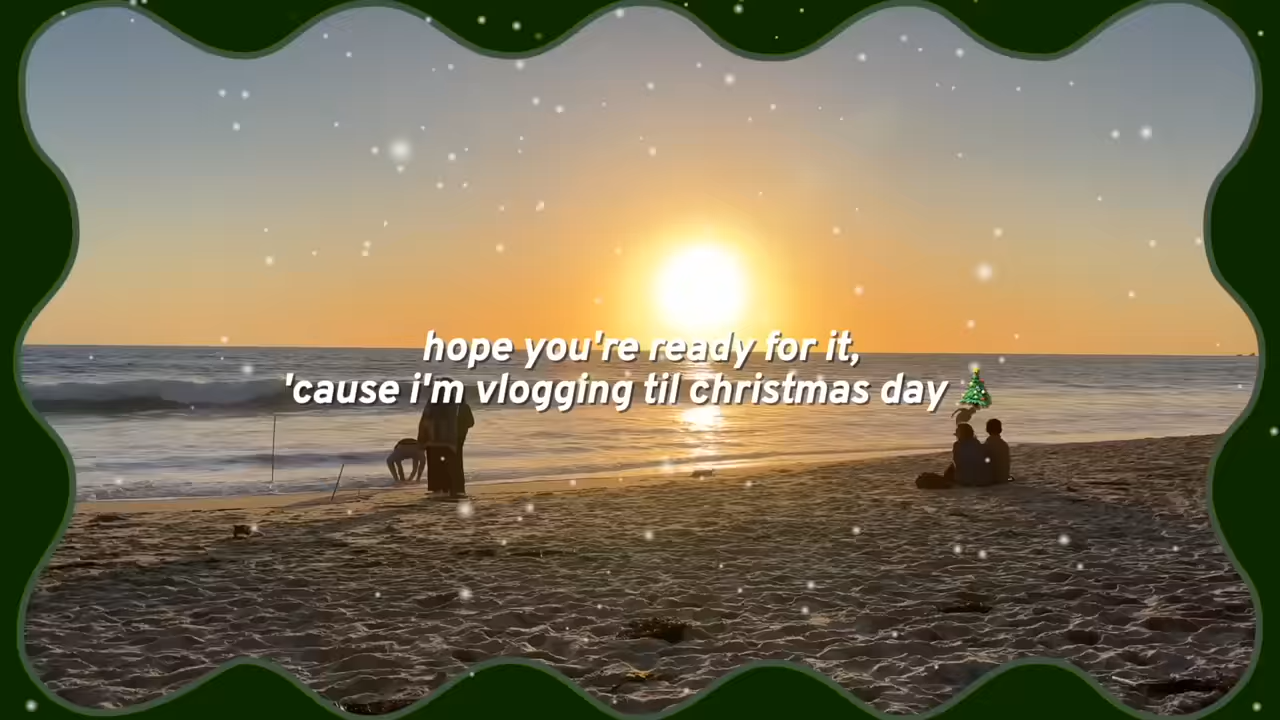 hope you're ready for it,
'cause i'm vlogging til christmas day 🎄